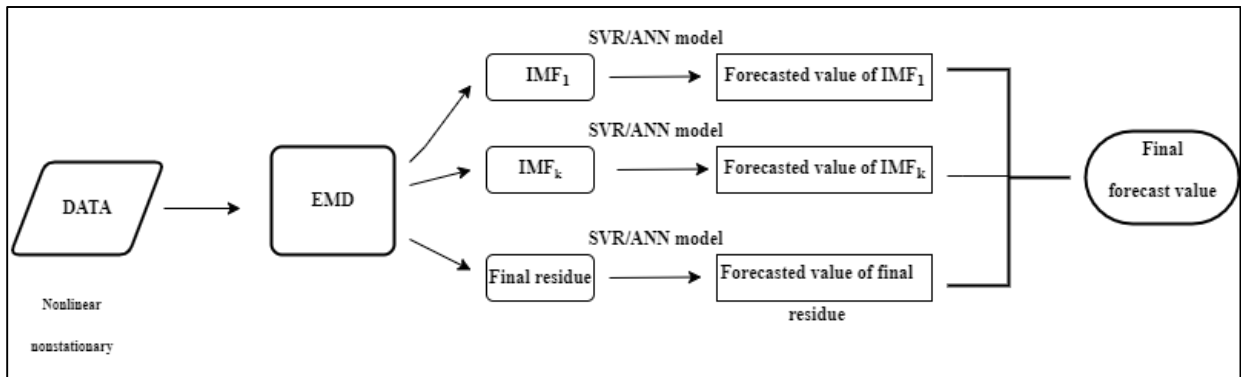 SVR/ANN model
IMF1
Forecasted value of IMF1
SVR/ANN model
IMFk
Forecasted value of IMFk
Final
forecast value
DATA
EMD
SVR/ANN model
Final residue
Forecasted value of final
residue
Nonlinear
nonstationary